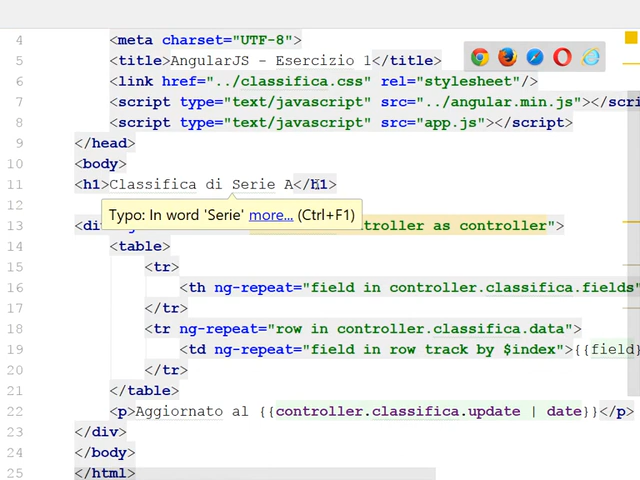 4 <meta charset="UTF-8">
5 <title>AngularJS - Esercizio 1</title>
6 <link href="../classifica.css" rel="stylesheet"/>
7 <script type="text/javascript" src="../angular.min.js"></scri
8 <script type="text/javascript" src="app.js"></script>
9 </head>
10 <body>
11 <h1>Classifica di Serie A</h1>
12
Typo: In word 'Serie' more... (Ctrl+F1)
13 <di controller as controller">
14 <table>
15 <tr>
16 <th ng-repeat="field in controller.classifica.fields"
17 </tr>
18 <tr ng-repeat="row in controller.classifica.data">
19 <td ng-repeat="field in row track by $index">{{field}
20 </tr>
21 </table>
22 <p>Aggiornato al {{controller.classifica.update | date}}</p>
23 </div>
24 </body>
25 </html>